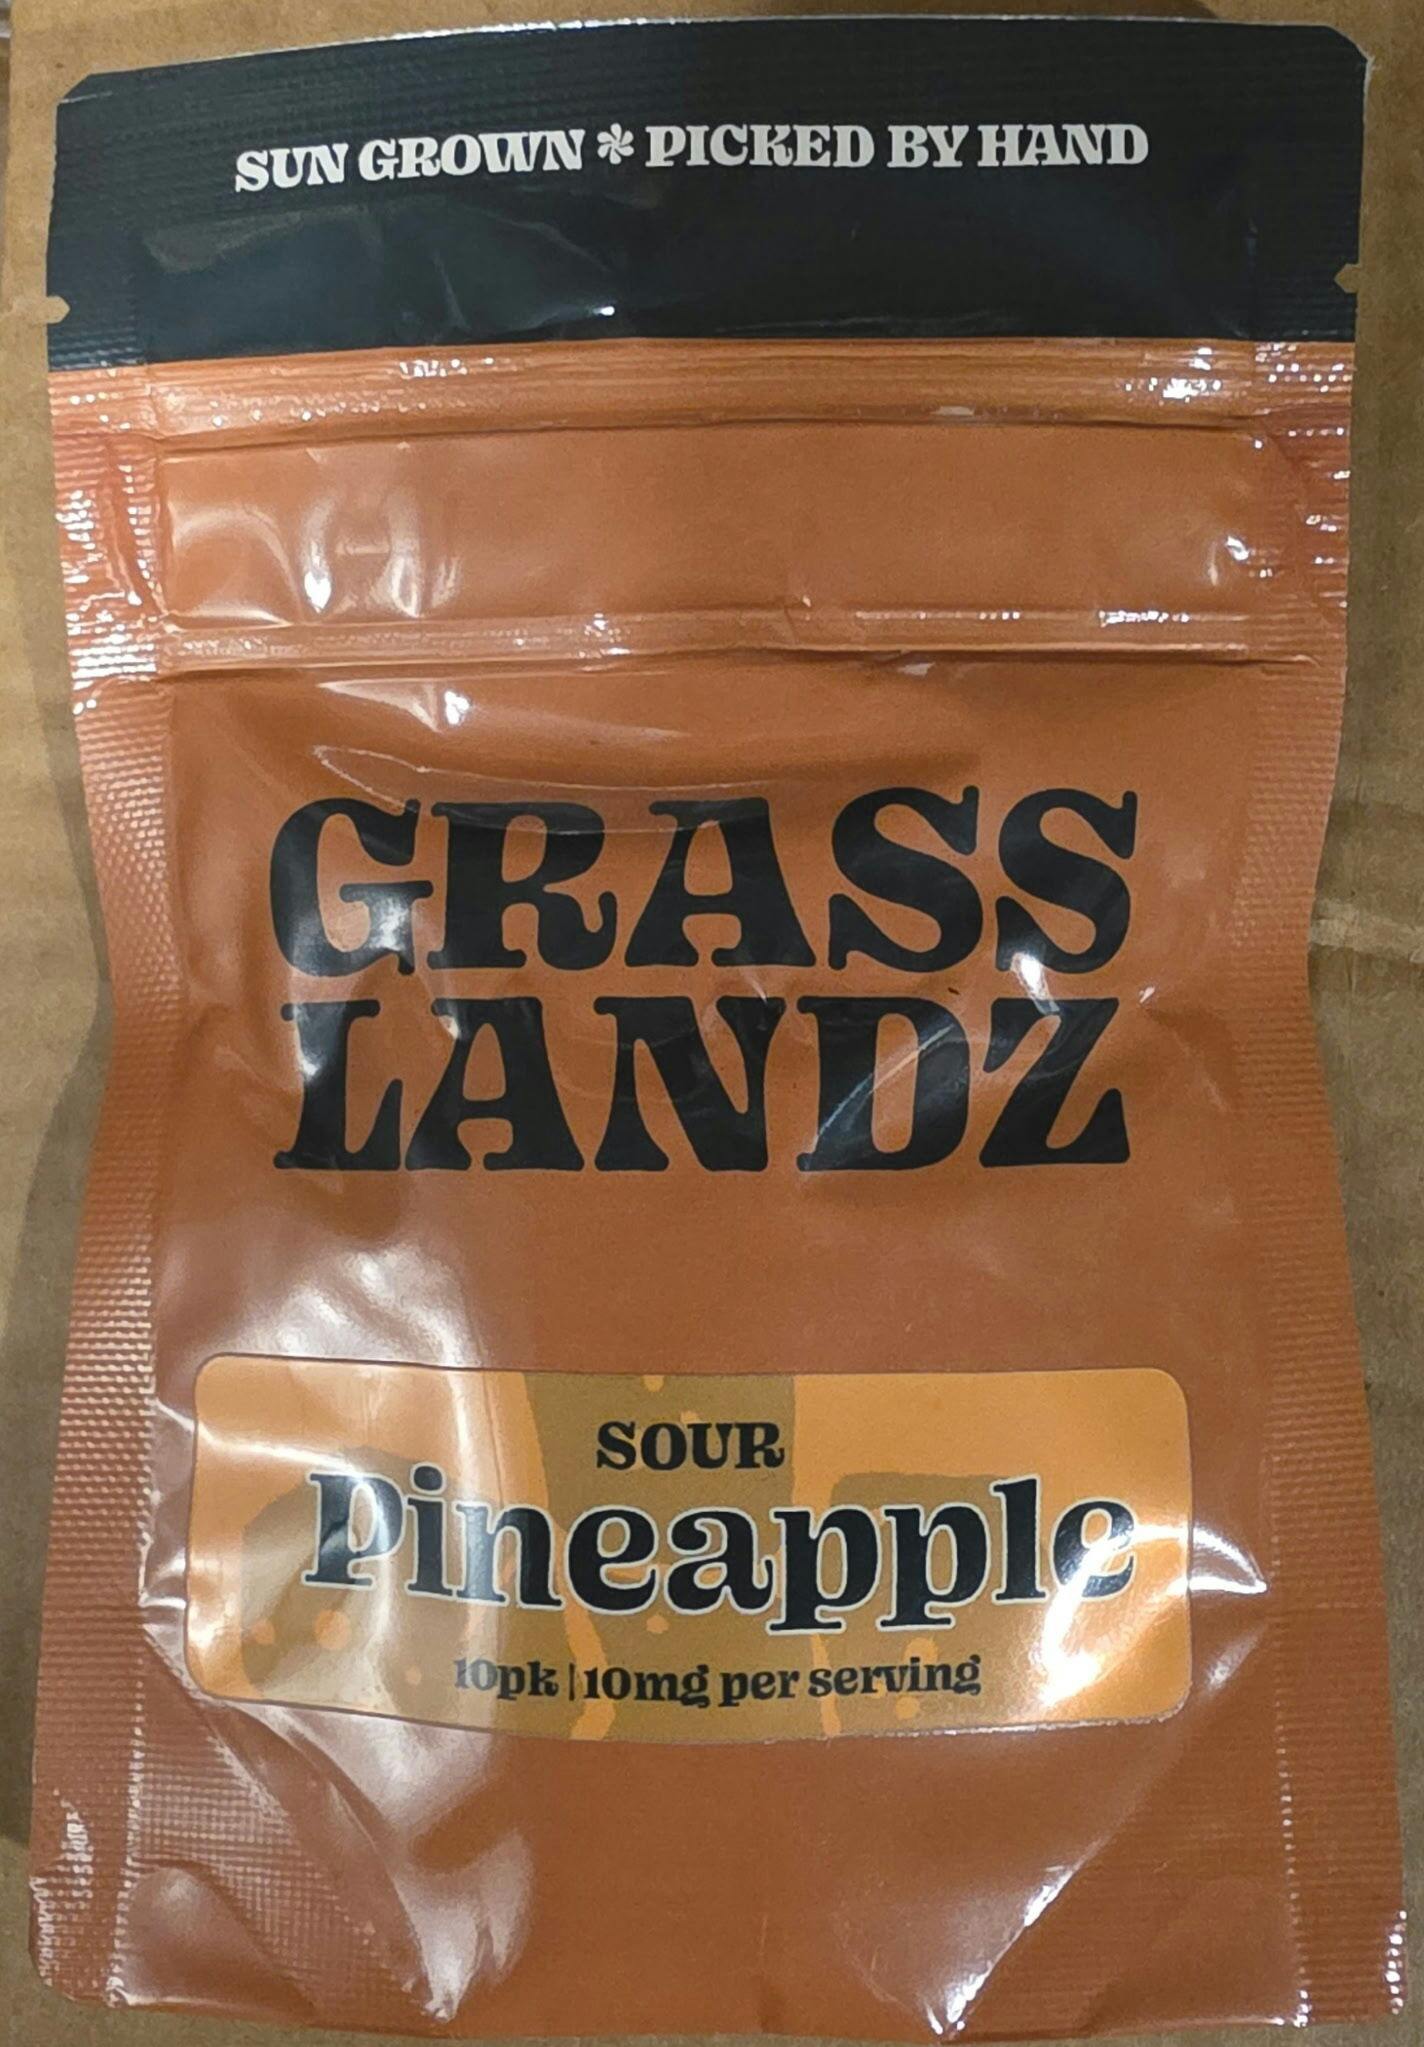 SUN GROWN * PICKED BY HAND
GRASS
LANDZ
SOUR
Pineapple
10pk | 10mg per serving